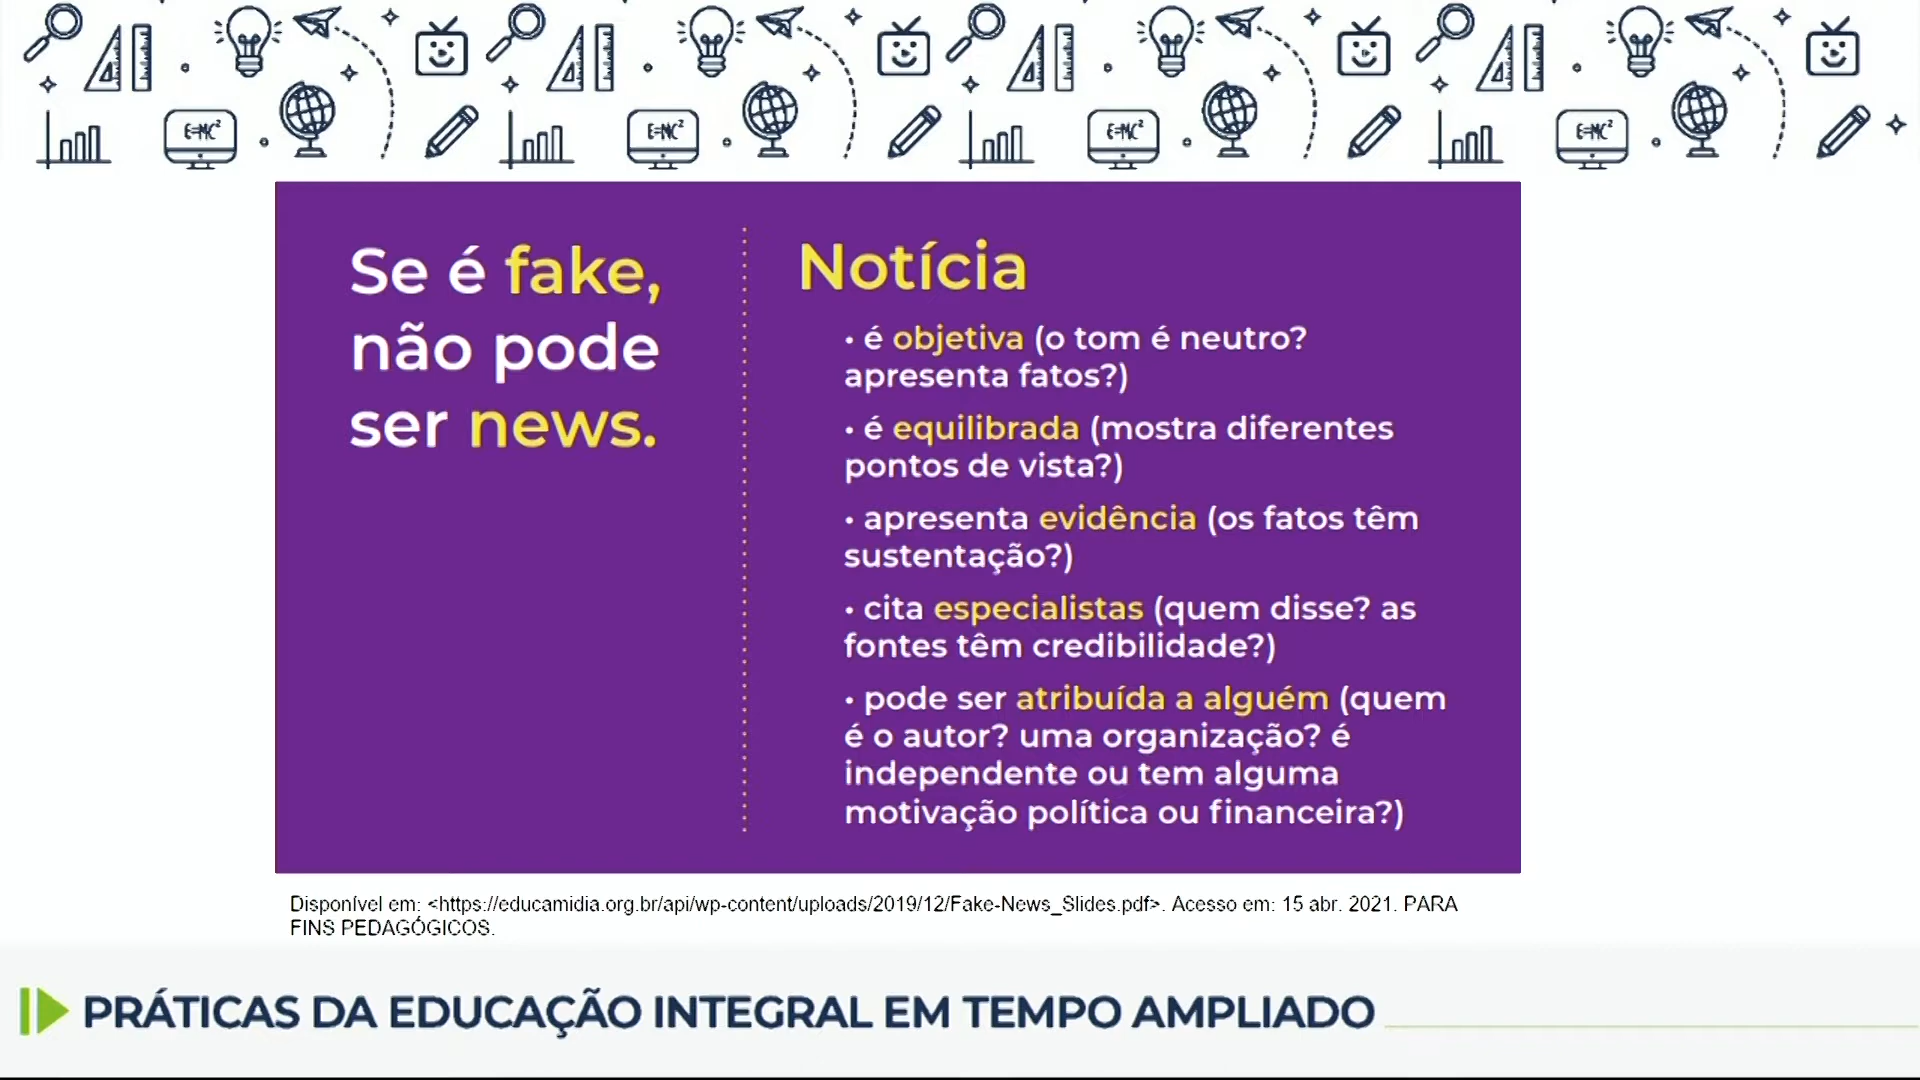 E=MC²
E=MC²
E=MC²
E=MC²
Se é fake,
não pode
ser news.
Notícia
• é objetiva (o tom é neutro?
apresenta fatos?)
• é equilibrada (mostra diferentes
pontos de vista?)
• apresenta evidência (os fatos têm
sustentação?)
• cita especialistas (quem disse? as
fontes têm credibilidade?)
• pode ser atribuída a alguém (quem
é o autor? uma organização? é
independente ou tem alguma
motivação política ou financeira?)
Disponível em: <https://educamidia.org.br/api/wp-content/uploads/2019/12/Fake-News_Slides.pdf>. Acesso em: 15 abr. 2021. PARA
FINS PEDAGÓGICOS.
PRÁTICAS DA EDUCAÇÃO INTEGRAL EM TEMPO AMPLIADO